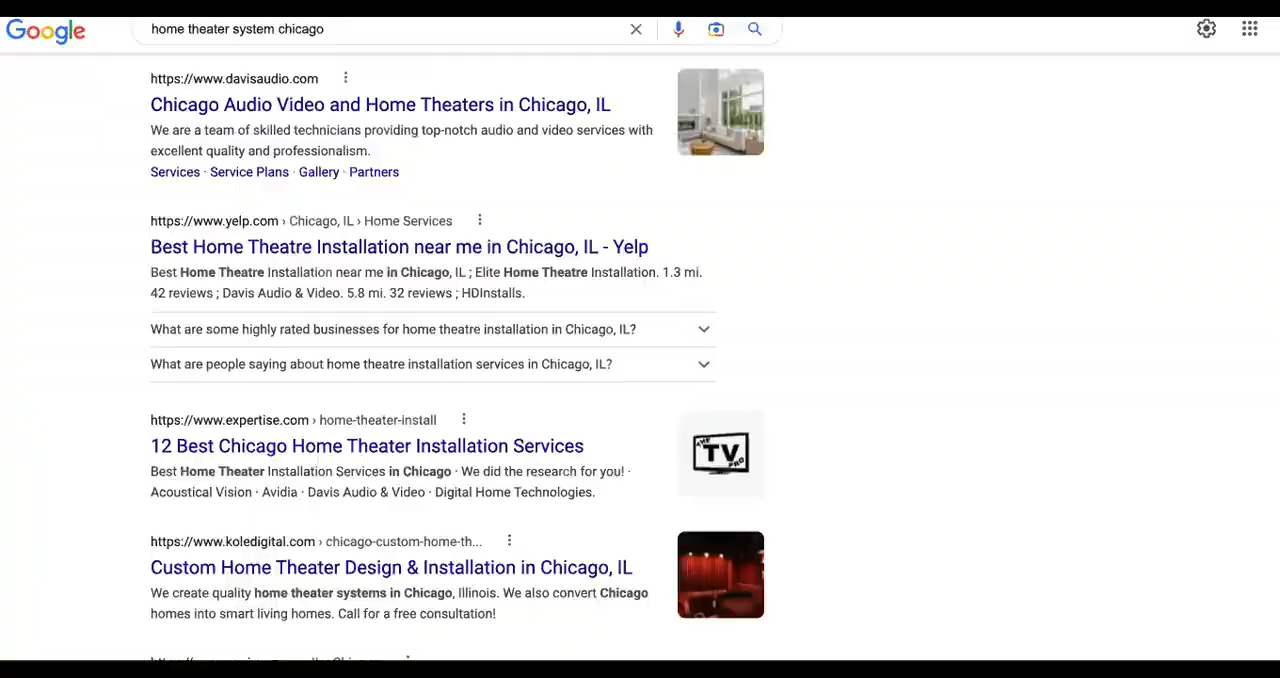 Google
home theater system chicago
https://www.davisaudio.com
Chicago Audio Video and Home Theaters in Chicago, IL
We are a team of skilled technicians providing top-notch audio and video services with
excellent quality and professionalism.
Services · Service Plans · Gallery · Partners
https://www.yelp.com › Chicago, IL › Home Services
Best Home Theatre Installation near me in Chicago, IL - Yelp
Best Home Theatre Installation near me in Chicago, IL ; Elite Home Theatre Installation. 1.3 mi.
42 reviews ; Davis Audio & Video. 5.8 mi. 32 reviews ; HDInstalls.
What are some highly rated businesses for home theatre installation in Chicago, IL?
What are people saying about home theatre installation services in Chicago, IL?
https://www.expertise.com › home-theater-install
12 Best Chicago Home Theater Installation Services
Best Home Theater Installation Services in Chicago · We did the research for you! ·
Acoustical Vision · Avidia · Davis Audio & Video · Digital Home Technologies.
THE
TV
PRO
https://www.koledigital.com › chicago-custom-home-th...
Custom Home Theater Design & Installation in Chicago, IL
We create quality home theater systems in Chicago, Illinois. We also convert Chicago
homes into smart living homes. Call for a free consultation!